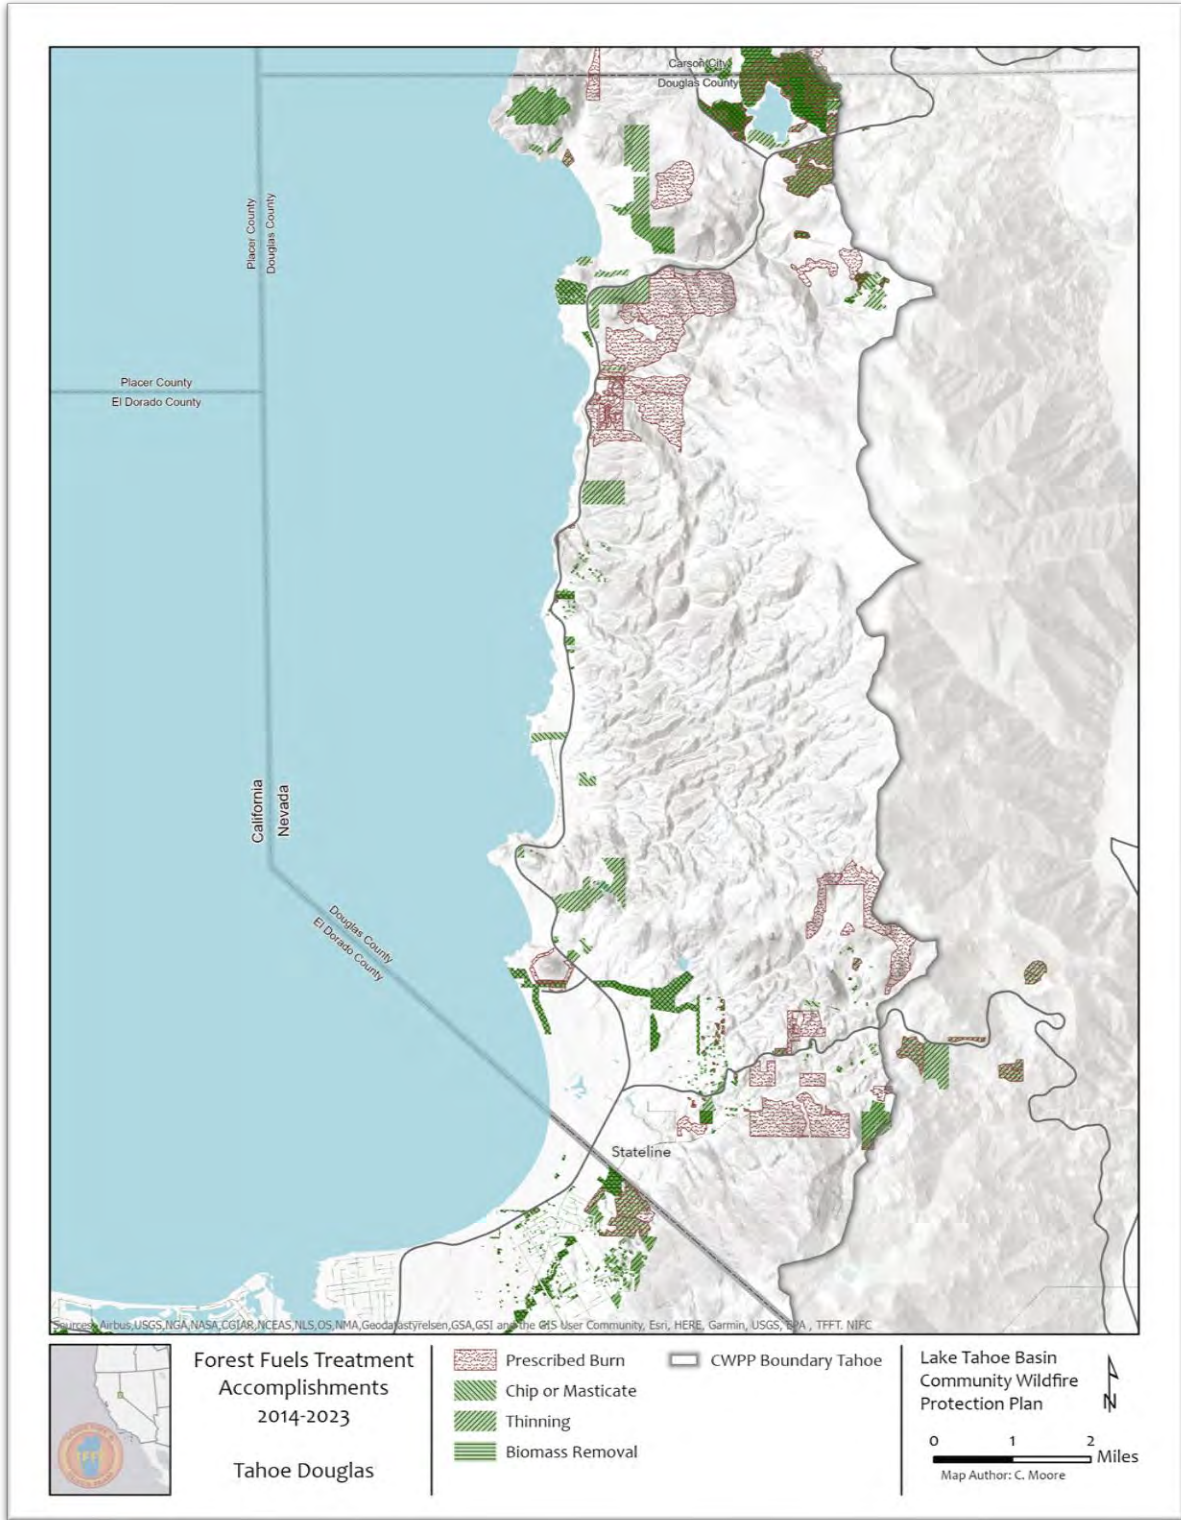 Carson City
Douglas County
Placer County
Douglas County
Placer County
El Dorado County
California
Nevada
Douglas County
El Dorado County
Stateline
Sources: Airbus,USGS,NGA,NASA,CGIAR,NCEAS,NLS,OS,NMA,Geodatastyrelsen,GSA,GSI and the GIS User Community, Esri, HERE, Garmin, USGS, EPA , TFFT. NIFC
TFFT
Forest Fuels Treatment
Accomplishments
2014-2023
Tahoe Douglas
Prescribed Burn
Chip or Masticate
Thinning
Biomass Removal
CWPP Boundary Tahoe
Lake Tahoe Basin
Community Wildfire
Protection Plan
N
0 1 2
Miles
Map Author: C. Moore